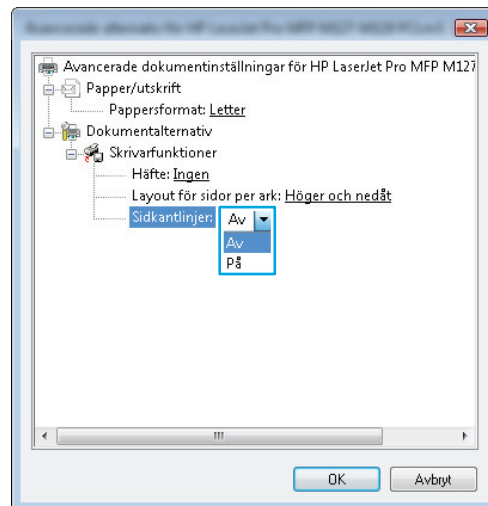 Avancerade dokumentinställningar för HP LaserJet Pro MFP M127
Papper/utskrift
Pappersformat: Letter
Dokumentalternativ
Skrivarfunktioner
Häfte: Ingen
Layout för sidor per ark: Höger och nedåt
Sidkantlinjer: Av
Av
På
OK Avbryt